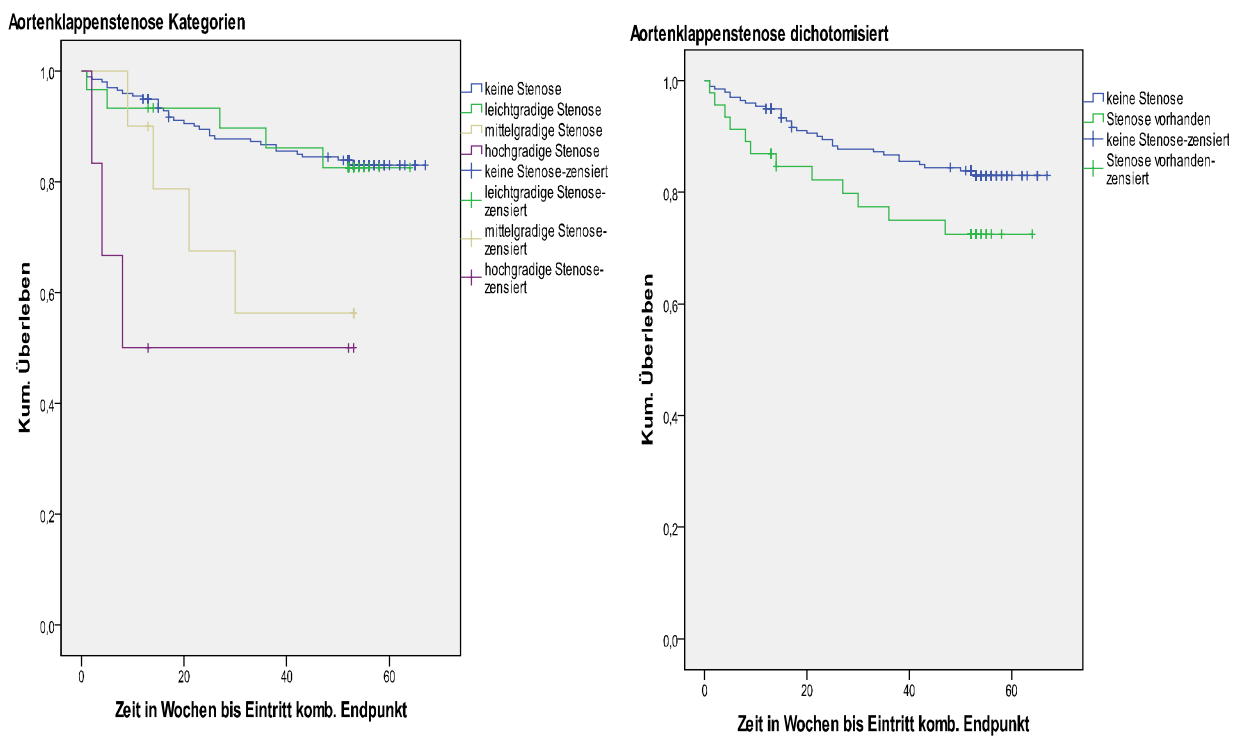 Aortenklappenstenose Kategorien
Kum. Überleben
1,0
0,8
0,6
0,4
0,2
0,0
0
20
40
60
Zeit in Wochen bis Eintritt komb. Endpunkt
keine Stenose
leichtgradige Stenose
mittelgradige Stenose
hochgradige Stenose
keine Stenose-zensiert
leichtgradige Stenose-
zensiert
mittelgradige Stenose-
zensiert
hochgradige Stenose-
zensiert
Aortenklappenstenose dichotomisiert
Kum. Überleben
1,0
0,8
0,6
0,4
0,2
0,0
0
20
40
60
Zeit in Wochen bis Eintritt komb. Endpunkt
keine Stenose
Stenose vorhanden
keine Stenose-zensiert
Stenose vorhanden-
zensiert